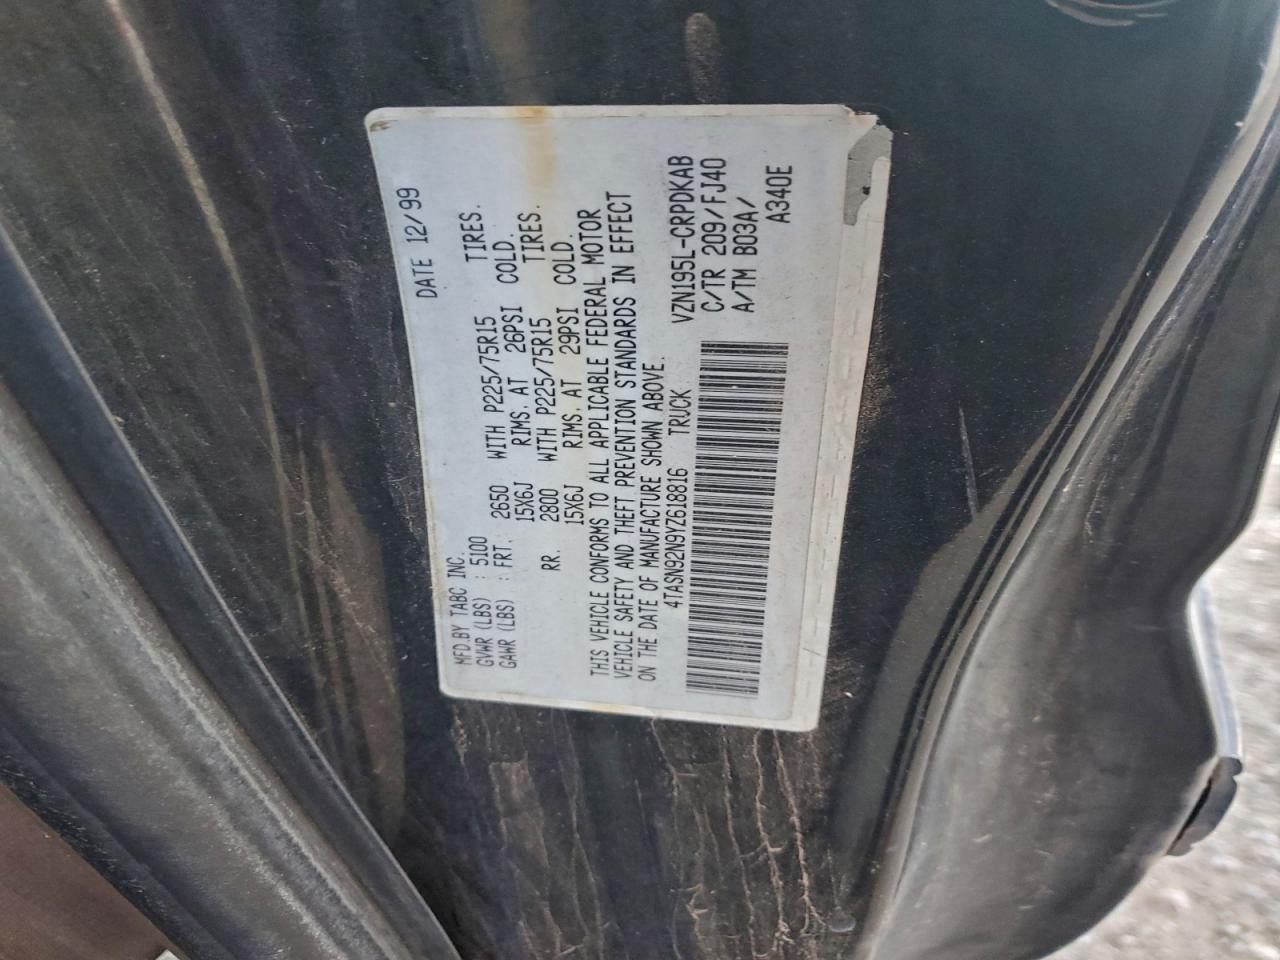 MFD.BY TABC INC. DATE 12/99
GVWR (LBS) : 5100
GAWR (LBS) : FRT. 2650 WITH P225/75R15 TIRES.
15X6J RIMS, AT 26PSI COLD.
RR. 2800 WITH P225/75R15 TIRES.
15X6J RIMS, AT 29PSI COLD.
THIS VEHICLE CONFORMS TO ALL APPLICABLE FEDERAL MOTOR
VEHICLE SAFETY AND THEFT PREVENTION STANDARDS IN EFFECT
ON THE DATE OF MANUFACTURE SHOWN ABOVE.
4TASN92N9YZ618816 TRUCK VZN195L-CRPDKAB
C/TR 209/FJ40
A/TM B03A/
A340E